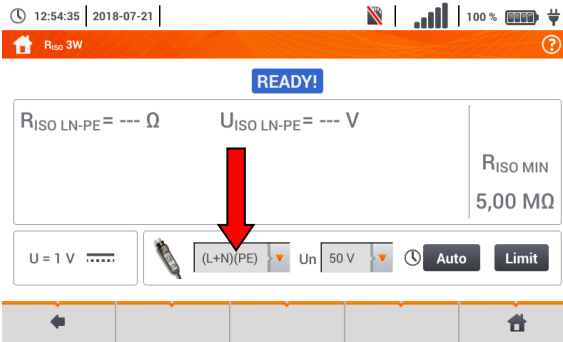 12:54:35 2018-07-21 100 %
RISO 3W ?
READY!
RISO LN-PE= --- Ω UISO LN-PE= --- V
RISO MIN
5,00 MΩ
U = 1 V (L+N)(PE) Un 50 V Auto Limit